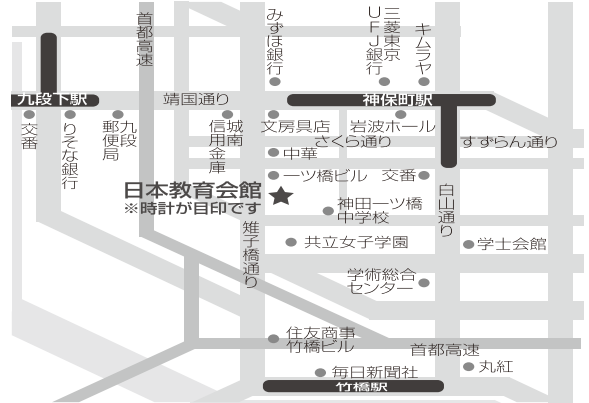 首都高速
みずほ銀行
三菱東京
UFJ銀行
キムラヤ
九段下駅
靖国通り
神保町駅
交番
りそな銀行
九段
郵便局
城南
信用金庫
文房具店
岩波ホール
さくら通り
すずらん通り
中華
一ツ橋ビル
交番
日本教育会館
※時計が目印です
神田一ツ橋
中学校
白山通り
雉子橋通り
共立女子学園
学士会館
学術総合
センター
住友商事
竹橋ビル
首都高速
毎日新聞社
丸紅
竹橋駅